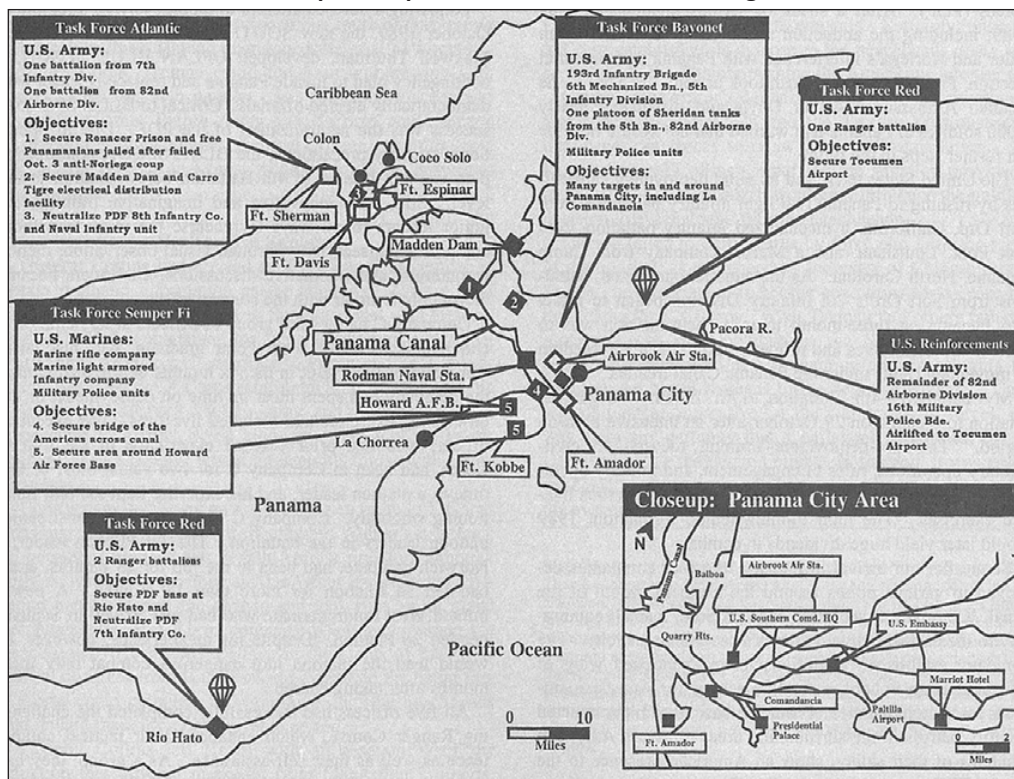 Task Force Atlantic
U.S. Army:
One battalion from 7th
Infantry Div.
One battalion from 82nd
Airborne Div.
Objectives:
1. Secure Renacer Prison and free
Panamanians jailed after failed
Oct. 3 anti-Noriega coup
2. Secure Madden Dam and Carro
Tigre electrical distribution
facility
3. Neutralize PDF 8th Infantry Co.
and Naval Infantry unit
Task Force Bayonet
U.S. Army:
193rd Infantry Brigade
6th Mechanized Bn., 5th
Infantry Division
One platoon of Sheridan tanks
from the 8th Bn., 82nd Airborne
Div.
Military Police units
Objectives:
Many targets in and around
Panama City, including La
Comandancia
Task Force Red
U.S. Army:
One Ranger battalion
Objectives:
Secure Tocumen
Airport
Caribbean Sea
Colon
Coco Solo
Ft. Espinar
Ft. Sherman
Ft. Davis
Madden Dam
1
2
Panama Canal
Pacora R.
Airbrook Air Sta.
Rodman Naval Sta.
Panama City
Howard A.F.B.
4
5
5
La Chorrea
Ft. Kobbe
Ft. Amador
Panama
Pacific Ocean
Task Force Semper Fi
U.S. Marines:
Marine rifle company
Marine light armored
Infantry company
Military Police units
Objectives:
4. Secure bridge of the
Americas across canal
5. Secure area around Howard
Air Force Base
U.S. Reinforcements
U.S. Army:
Remainder of 82nd
Airborne Division
16th Military
Police Bde.
Airlifted to Tocumen
Airport
Task Force Red
U.S. Army:
2 Ranger battalions
Objectives:
Secure PDF base at
Rio Hato and
Neutralize PDF
7th Infantry Co.
Rio Hato
0 10
Miles
Closeup: Panama City Area
N
Panama Canal
Balboa
Airbrook Air Sta.
U.S. Southern Comd. HQ
U.S. Embassy
Quarry Hts.
Marriot Hotel
Comandancia
Paltilla
Airport
Presidential
Palace
Ft. Amador
0 2
Miles